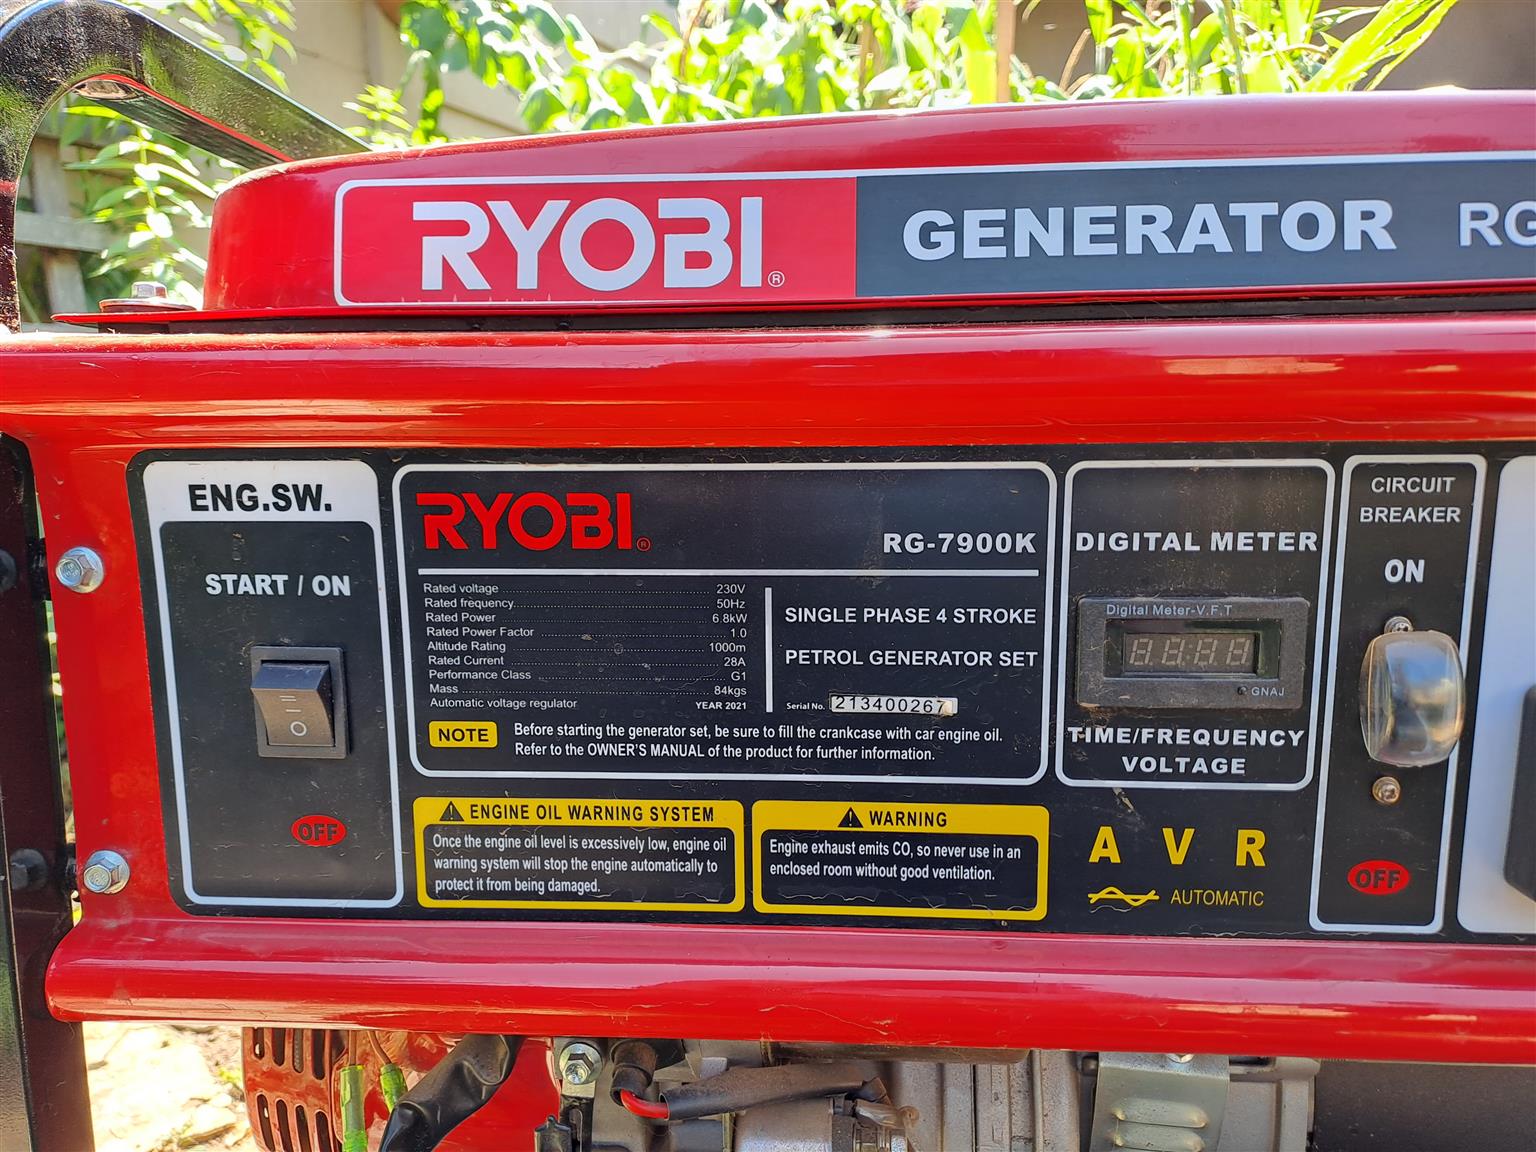 RYOBI®
GENERATOR RG
ENG.SW.
START / ON
OFF
RYOBI®
RG-7900K
Rated voltage 230V
Rated frequency 50Hz
Rated Power 6.8kW
Rated Power Factor 1.0
Altitude Rating 1000m
Rated Current 28A
Performance Class G1
Mass 84kgs
Automatic voltage regulator YEAR 2021
SINGLE PHASE 4 STROKE
PETROL GENERATOR SET
Serial No. 213400267
NOTE Before starting the generator set, be sure to fill the crankcase with car engine oil.
Refer to the OWNER'S MANUAL of the product for further information.
ENGINE OIL WARNING SYSTEM
Once the engine oil level is excessively low, engine oil
warning system will stop the engine automatically to
protect it from being damaged.
WARNING
Engine exhaust emits CO, so never use in an
enclosed room without good ventilation.
DIGITAL METER
Digital Meter-V.F.T
GNAJ
TIME/FREQUENCY
VOLTAGE
A V R
AUTOMATIC
CIRCUIT
BREAKER
ON
OFF